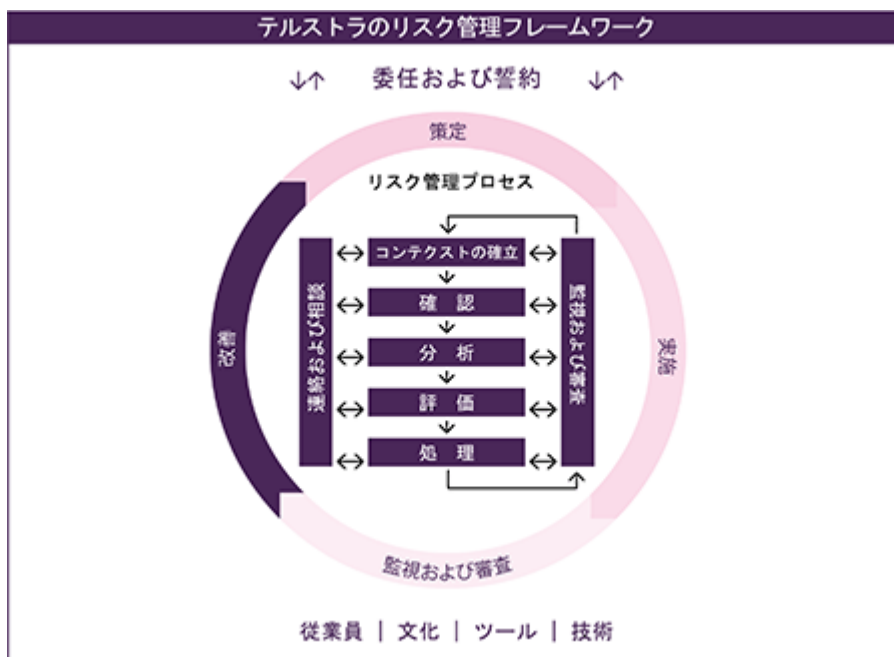 テルストラのリスク管理フレームワーク
↓↑ 委任および誓約 ↓↑
策定
リスク管理プロセス
コンテクストの確立
確認
分析
評価
処理
連絡および相談
監視および審査
改善
実施
監視および審査
従業員 | 文化 | ツール | 技術